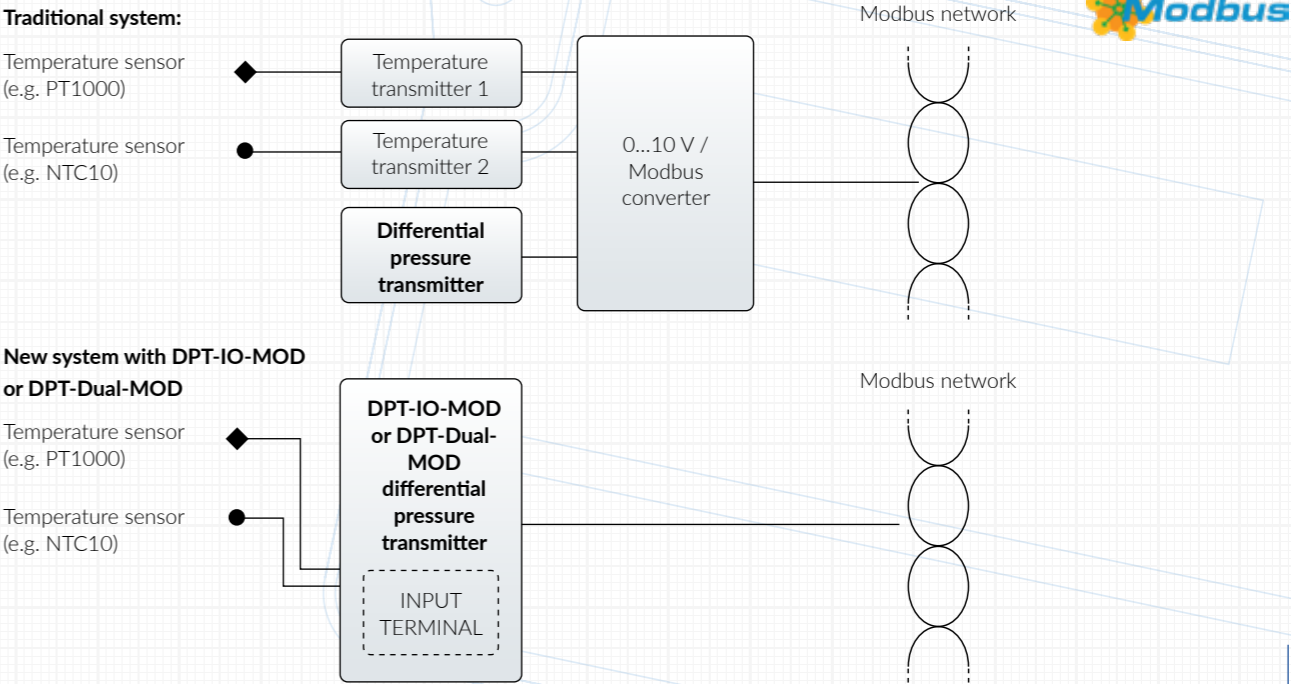 Traditional system:
Modbus network
Modbus
Temperature sensor
(e.g. PT1000)
Temperature
transmitter 1
Temperature sensor
(e.g. NTC10)
Temperature
transmitter 2
0...10 V /
Modbus
converter
Differential
pressure
transmitter
New system with DPT-IO-MOD
or DPT-Dual-MOD
Modbus network
Temperature sensor
(e.g. PT1000)
Temperature sensor
(e.g. NTC10)
DPT-IO-MOD
or DPT-Dual-
MOD
differential
pressure
transmitter
INPUT
TERMINAL